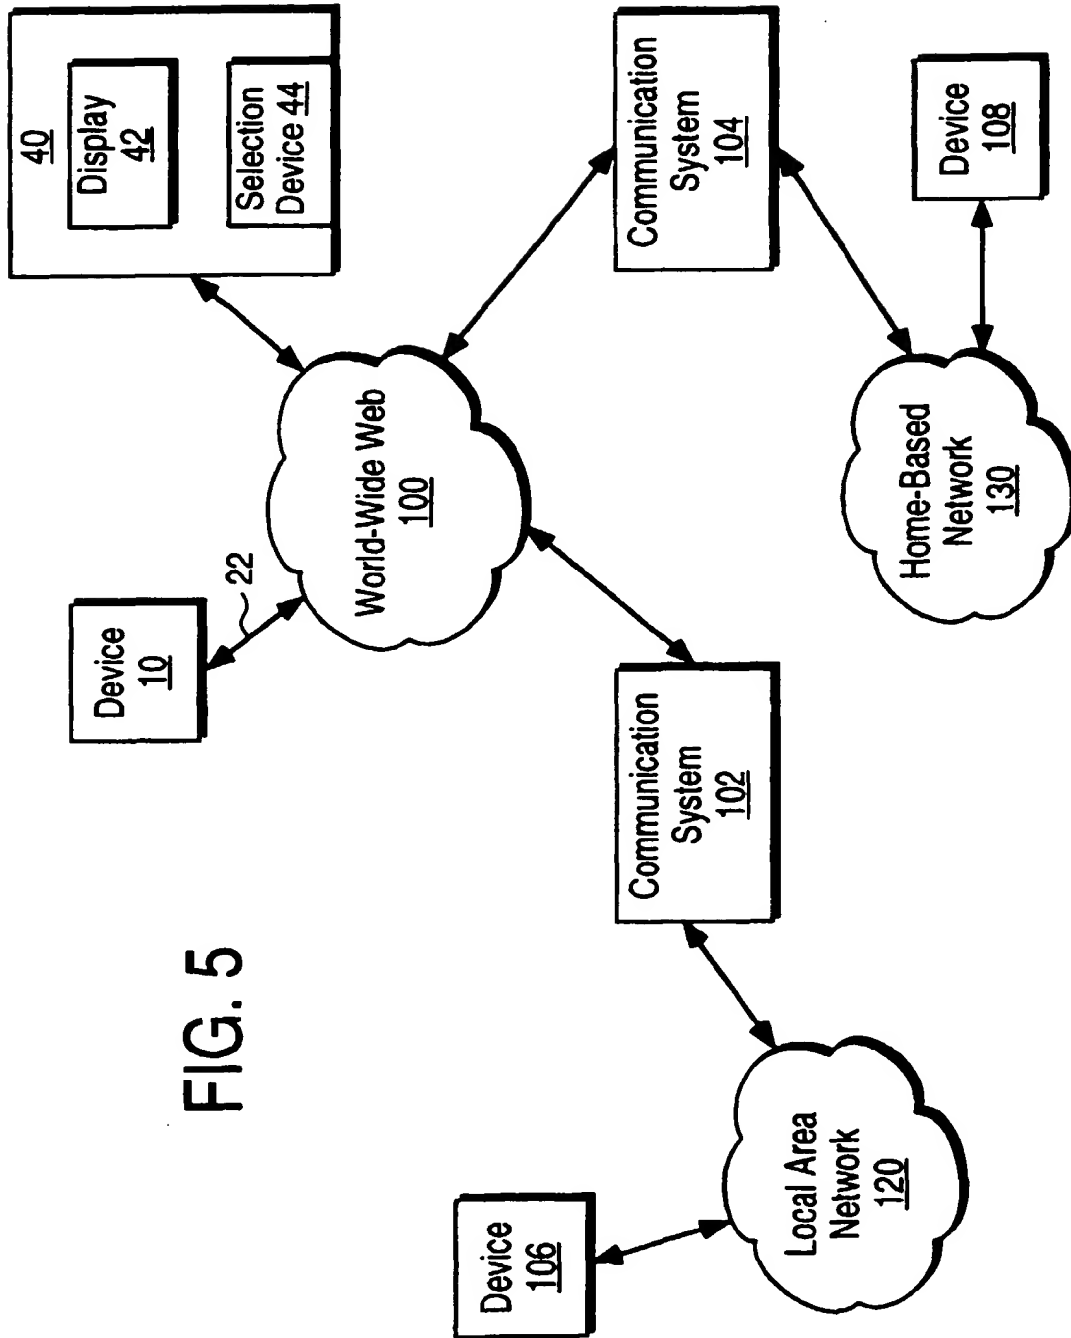 FIG. 5
Device
10
22
40
Display
42
Selection
Device 44
World-Wide Web
100
Communication
System
102
Communication
System
104
Device
106
Local Area
Network
120
Home-Based
Network
130
Device
108